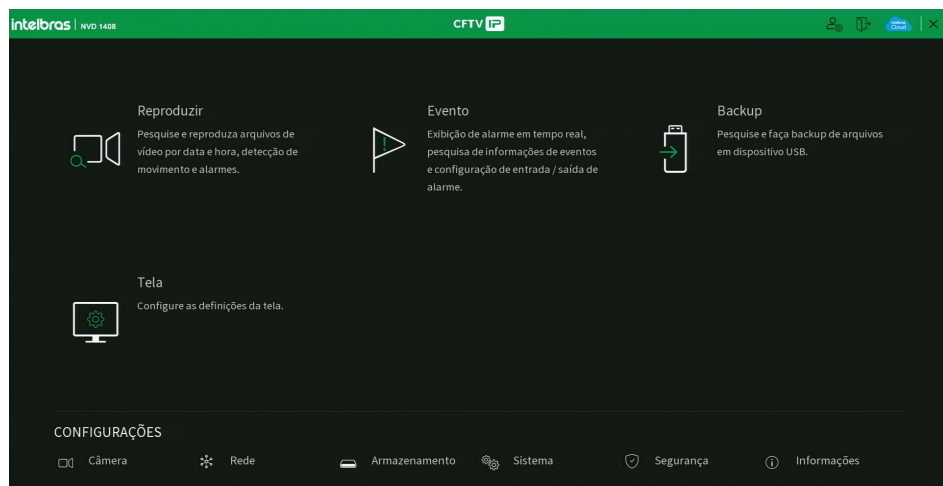 intelbras | NVD 1408
CFTV IP
intelbras Cloud
Reproduzir
Pesquise e reproduza arquivos de
vídeo por data e hora, detecção de
movimento e alarmes.
Evento
Exibição de alarme em tempo real,
pesquisa de informações de eventos
e configuração de entrada / saída de
alarme.
Backup
Pesquise e faça backup de arquivos
em dispositivo USB.
Tela
Configure as definições da tela.
CONFIGURAÇÕES
Câmera
Rede
Armazenamento
Sistema
Segurança
Informações